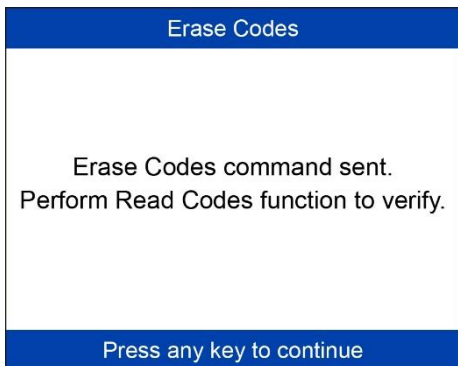 Erase Codes
Erase Codes command sent.
Perform Read Codes function to verify.
Press any key to continue